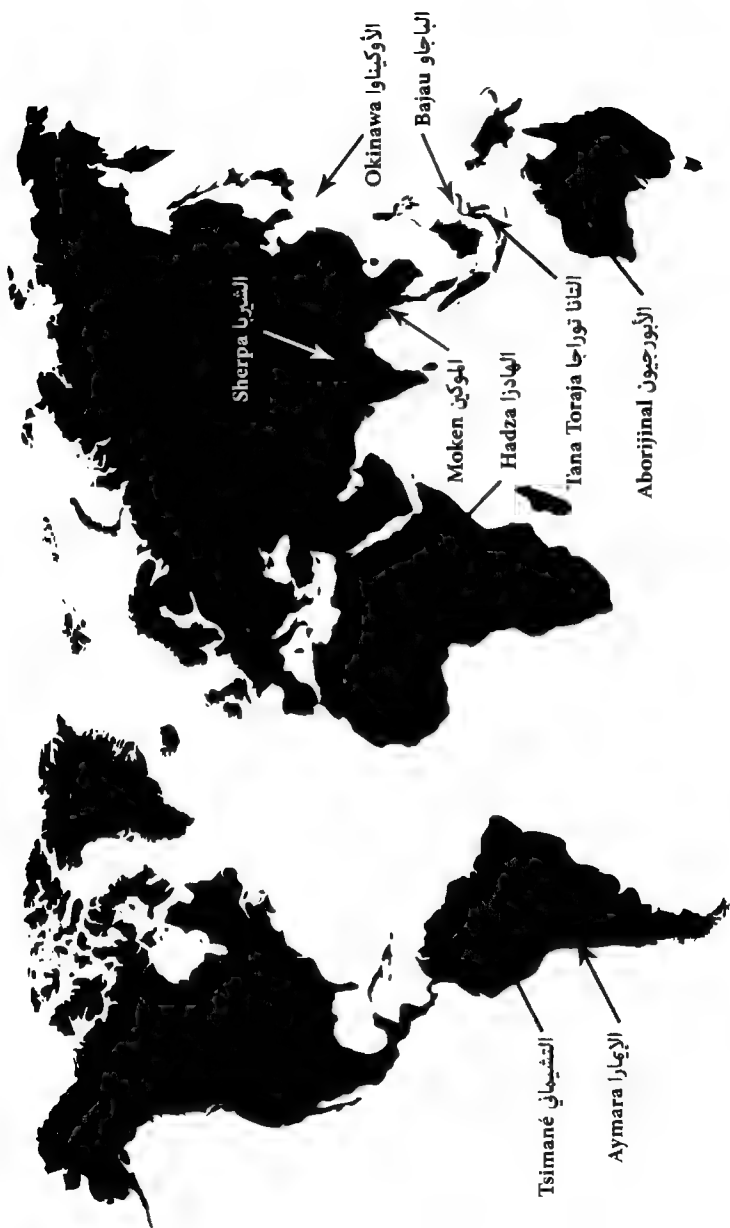 الأوكيناوا Okinawa
الباجاو Bajau
الشيربا Sherpa
الموكين Moken
الهادزا Hadza
التانا توراجا Tana Toraja
الأبورجيون Aborijinal
التشيماني Tsimané
الإيمارا Aymara